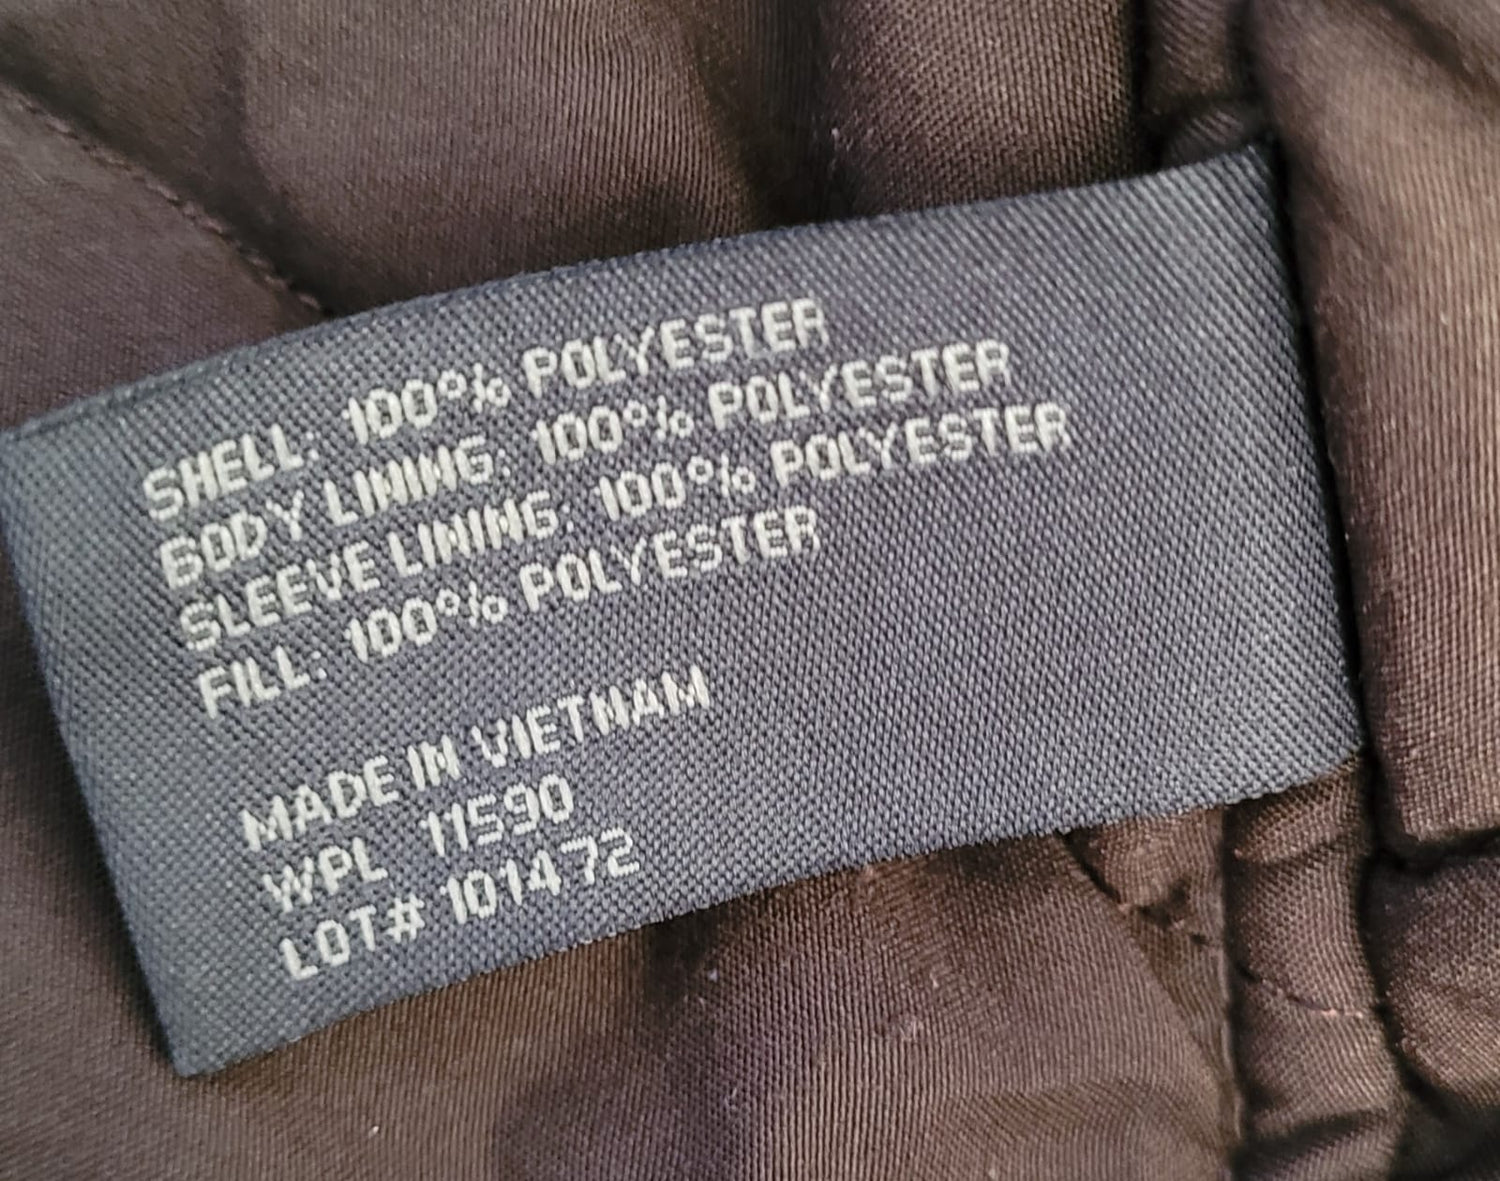 SHELL: 100% POLYESTER
BODY LINING: 100% POLYESTER
SLEEVE LINING: 100% POLYESTER
FILL: 100% POLYESTER
MADE IN VIETNAM
WPL 11590
LOT# 101472